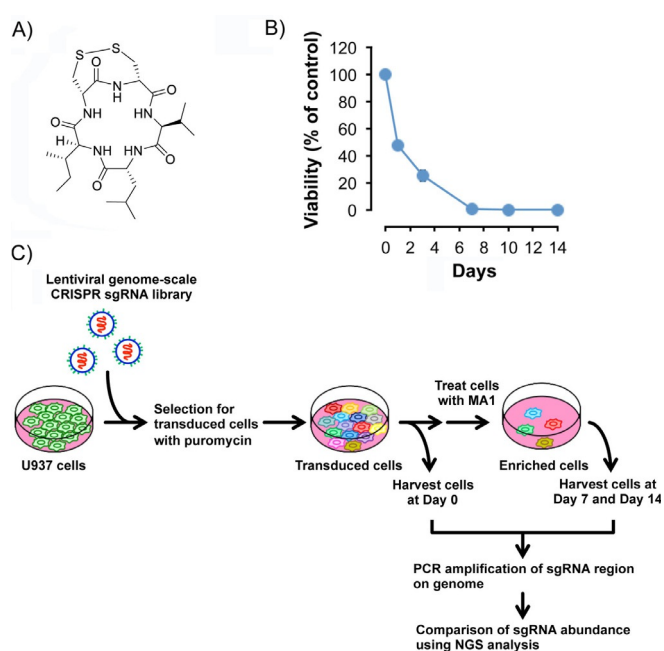 A)
S
S
O
O
NH
O
NH
HN
H
NH
HN
O
O
B)
Viability (% of control)
120
100
80
60
40
20
0
0 2 4 6 8 10 12 14
Days
C)
Lentiviral genome-scale
CRISPR sgRNA library
U937 cells
Selection for
transduced cells
with puromycin
Transduced cells
Treat cells
with MA1
Enriched cells
Harvest cells
at Day 0
Harvest cells at
Day 7 and Day 14
PCR amplification of sgRNA region
on genome
Comparison of sgRNA abundance
using NGS analysis